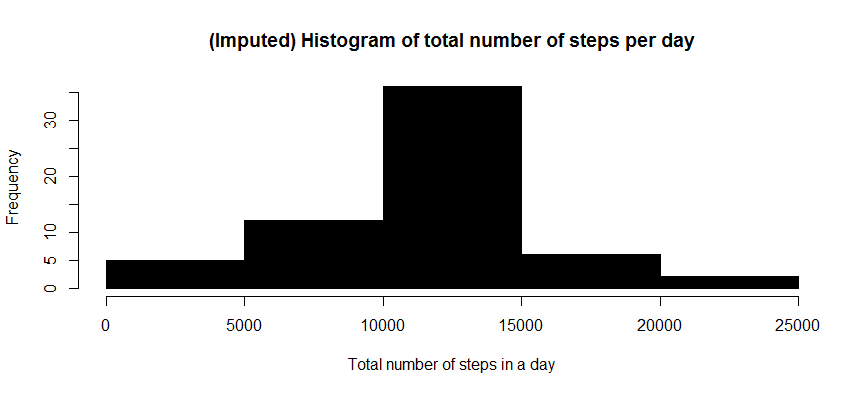 (Imputed) Histogram of total number of steps per day
Frequency
30
20
10
5
0
0 5000 10000 15000 20000 25000
Total number of steps in a day